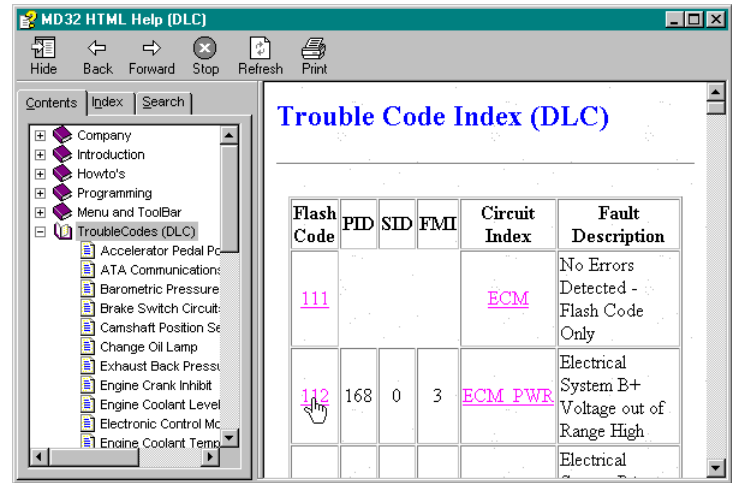 MD32 HTML Help (DLC)
Hide Back Forward Stop Refresh Print
Contents Index Search
Company
Introduction
Howto's
Programming
Menu and ToolBar
TroubleCodes (DLC)
Accelerator Pedal Po
ATA Communications
Barometric Pressure
Brake Switch Circuit
Camshaft Position Se
Change Oil Lamp
Exhaust Back Pressu
Engine Crank Inhibit
Engine Coolant Level
Electronic Control Mo
Engine Coolant Temp
Trouble Code Index (DLC)
Flash Code PID SID FMI Circuit Index Fault Description
111 ECM No Errors Detected - Flash Code Only
112 168 0 3 ECM_PWR Electrical System B+ Voltage out of Range High
Electrical